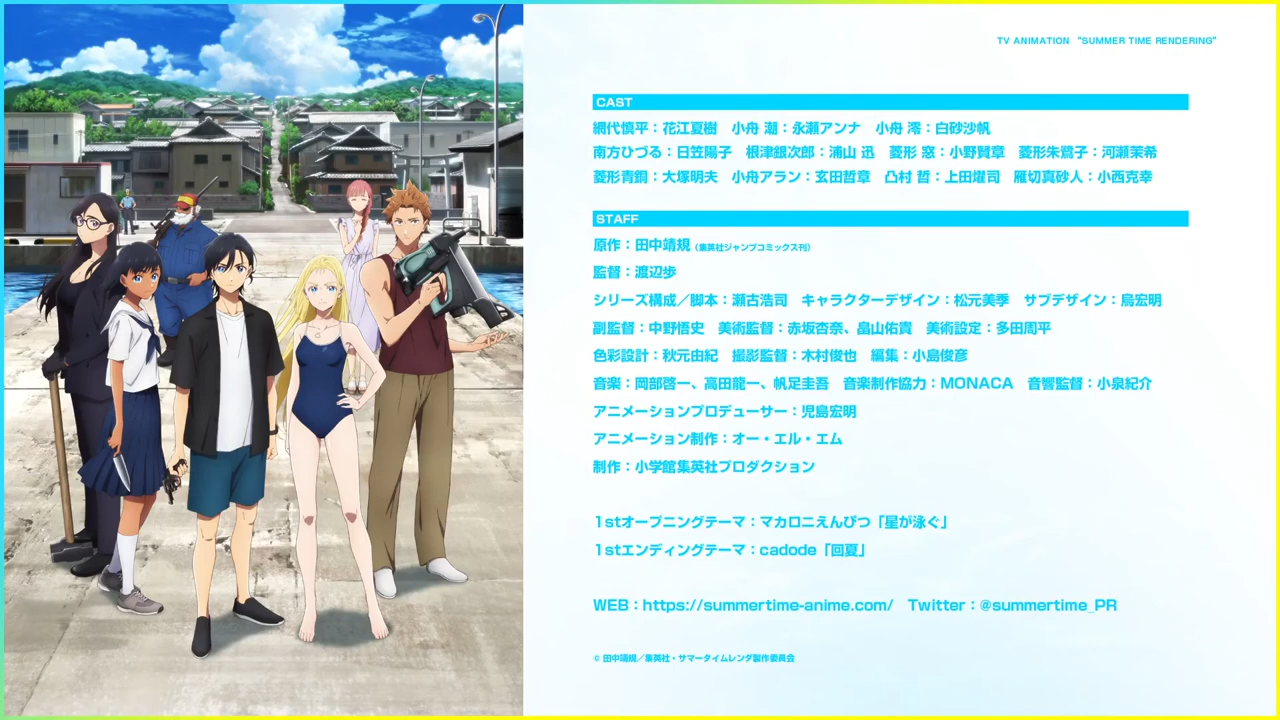 TV ANIMATION "SUMMER TIME RENDERING"
CAST
網代慎平：花江夏樹　小舟 潮：永瀬アンナ　小舟 澪：白砂沙帆
南方ひづる：日笠陽子　根津銀次郎：浦山 迅　菱形 窓：小野賢章　菱形朱鷺子：河瀬茉希
菱形青銅：大塚明夫　小舟アラン：玄田哲章　凸村 哲：上田燿司　雁切真砂人：小西克幸
STAFF
原作：田中靖規（集英社ジャンプコミックス刊）
監督：渡辺歩
シリーズ構成／脚本：瀬古浩司　キャラクターデザイン：松元美季　サブデザイン：烏宏明
副監督：中野悟史　美術監督：赤坂杏奈、畠山佑貴　美術設定：多田周平
色彩設計：秋元由紀　撮影監督：木村俊也　編集：小島俊彦
音楽：岡部啓一、高田龍一、帆足圭吾　音楽制作協力：MONACA　音響監督：小泉紀介
アニメーションプロデューサー：児島宏明
アニメーション制作：オー・エル・エム
制作：小学館集英社プロダクション
1stオープニングテーマ：マカロニえんぴつ「星が泳ぐ」
1stエンディングテーマ：cadode「回夏」
WEB：https://summertime-anime.com/　Twitter：@summertime_PR
© 田中靖規／集英社・サマータイムレンダ製作委員会